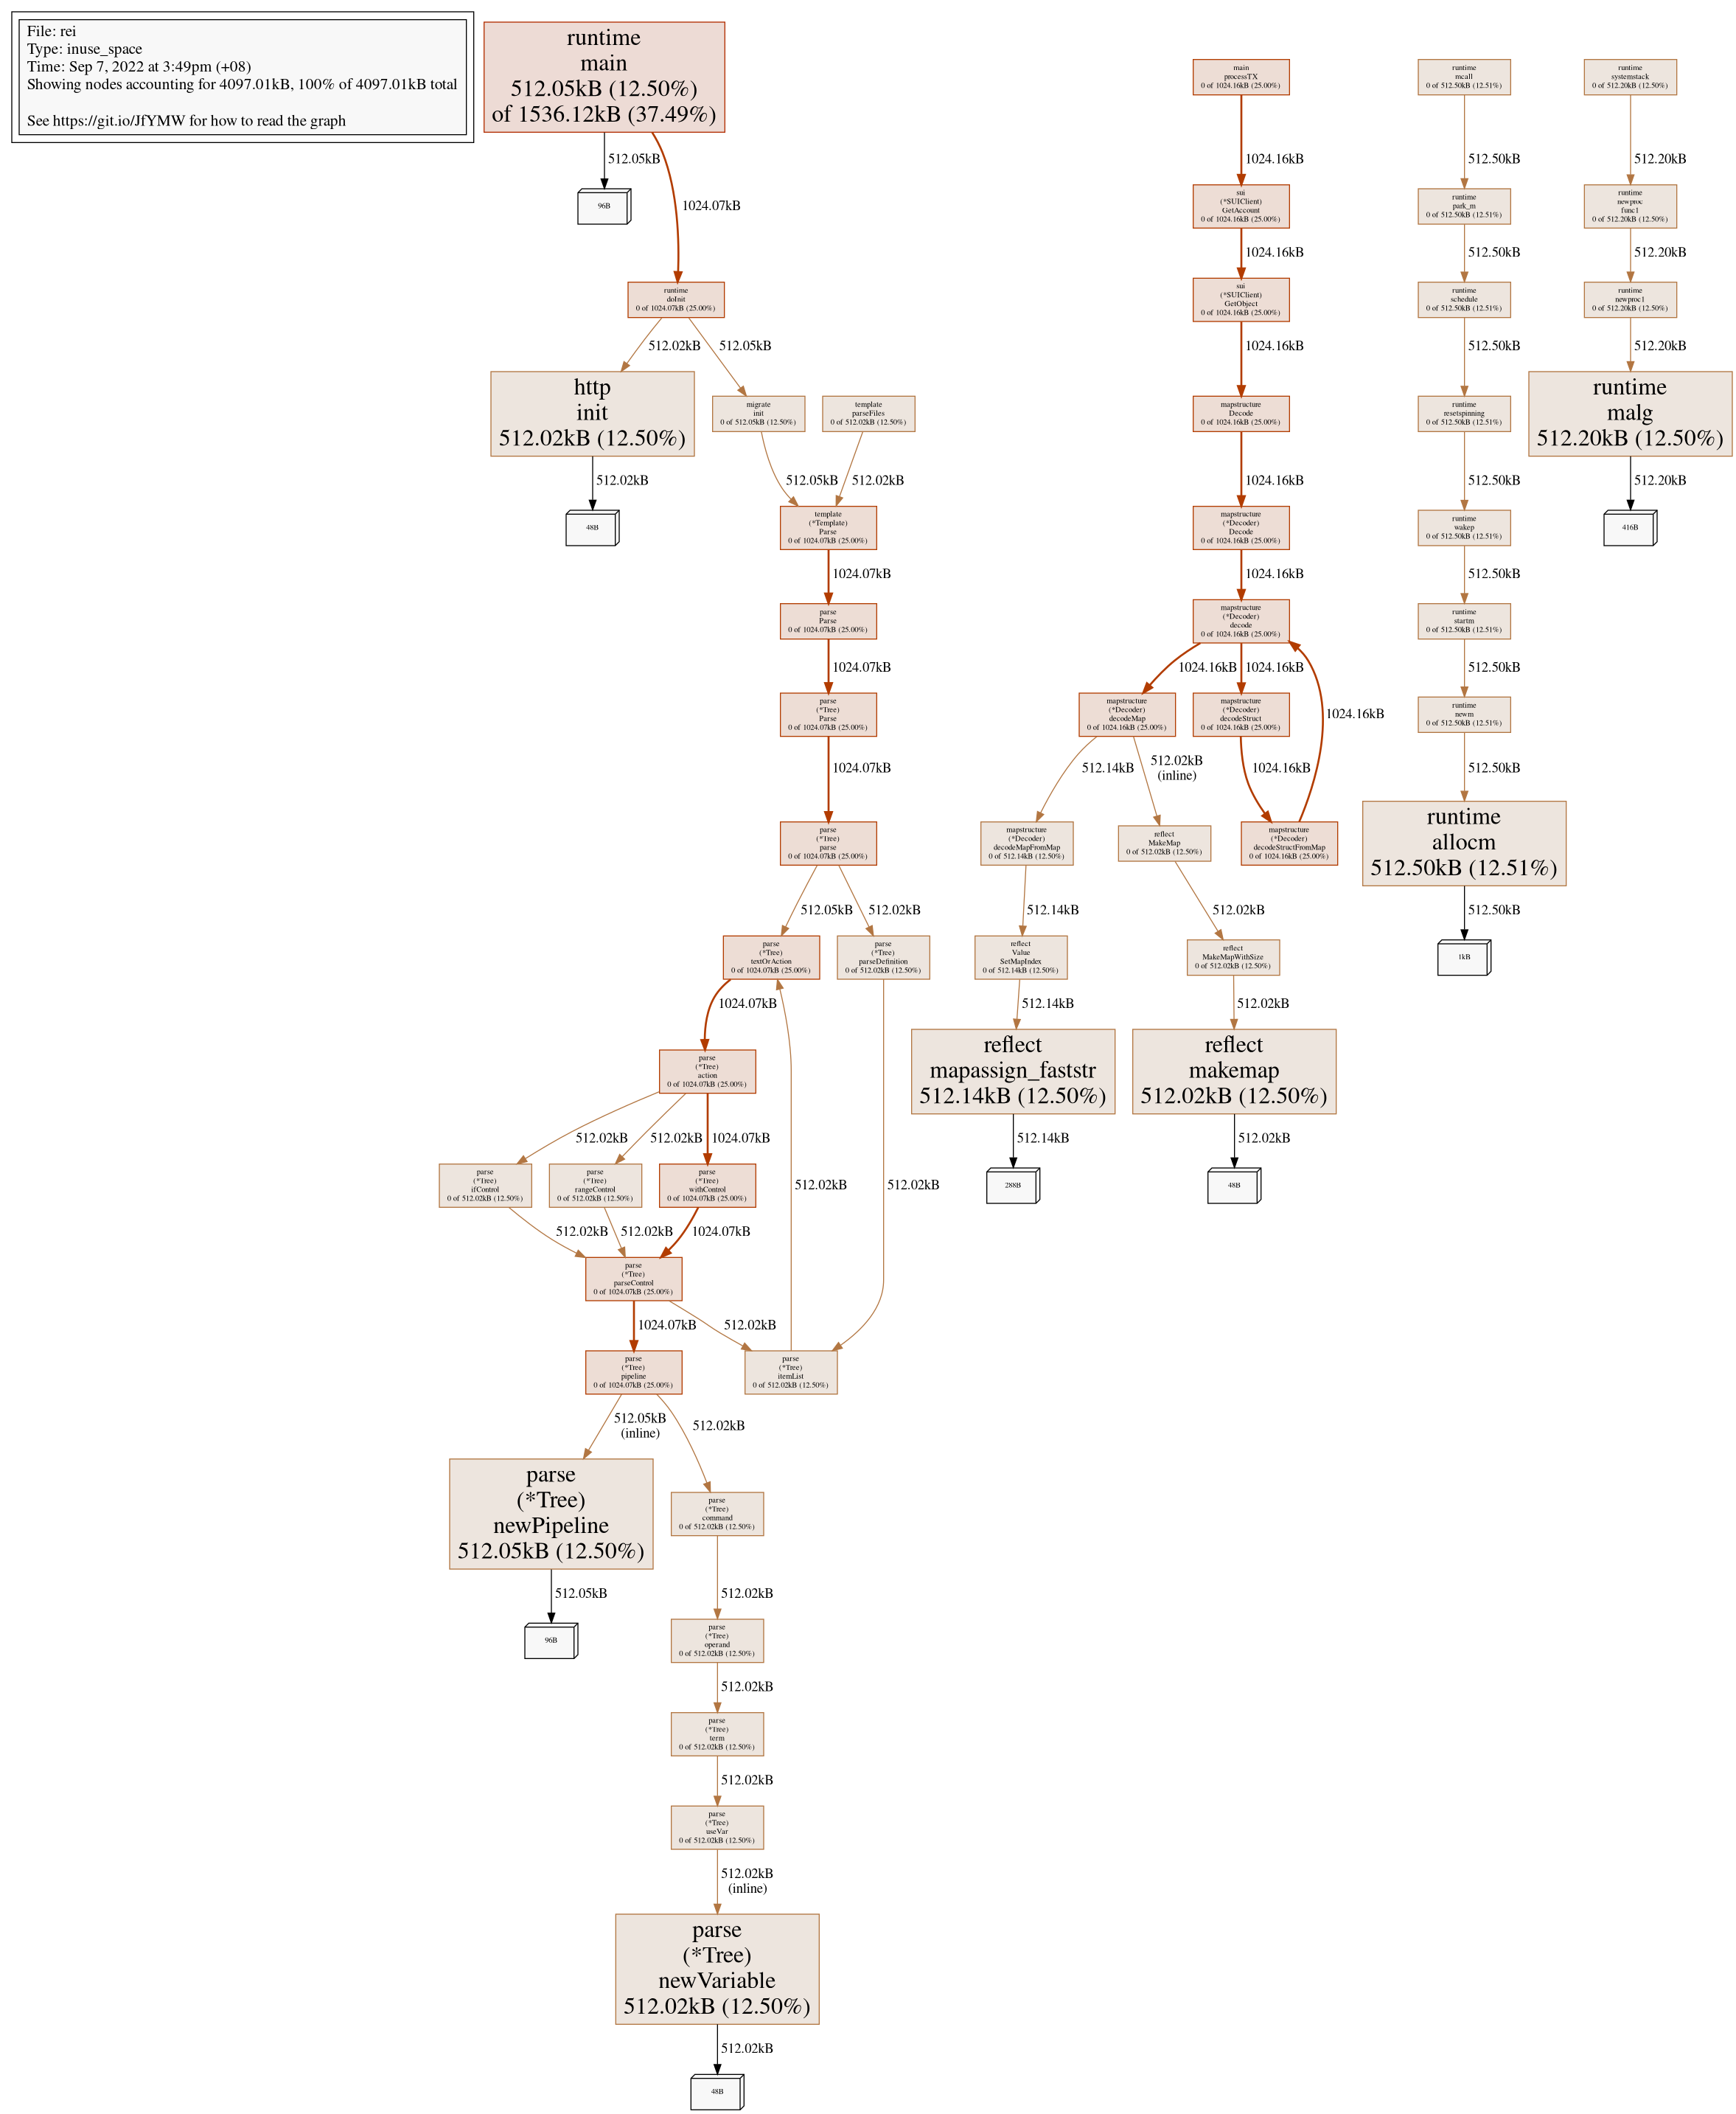 File: rei
Type: inuse_space
Time: Sep 7, 2022 at 3:49pm (+08)
Showing nodes accounting for 4097.01kB, 100% of 4097.01kB total
See https://git.io/JfYMW for how to read the graph
runtime
main
512.05kB (12.50%)
of 1536.12kB (37.49%)
512.05kB
96B
1024.07kB
runtime
doInit
0 of 1024.07kB (25.00%)
512.02kB
512.05kB
http
init
512.02kB (12.50%)
512.02kB
48B
migrate
init
0 of 512.05kB (12.50%)
template
parseFiles
0 of 512.02kB (12.50%)
512.05kB
512.02kB
template
(*Template)
Parse
0 of 1024.07kB (25.00%)
1024.07kB
parse
Parse
0 of 1024.07kB (25.00%)
1024.07kB
parse
(*Tree)
Parse
0 of 1024.07kB (25.00%)
1024.07kB
parse
(*Tree)
parse
0 of 1024.07kB (25.00%)
512.05kB
512.02kB
parse
(*Tree)
textOrAction
0 of 1024.07kB (25.00%)
parse
(*Tree)
parseDefinition
0 of 512.02kB (12.50%)
1024.07kB
parse
(*Tree)
action
0 of 1024.07kB (25.00%)
512.02kB
512.02kB
1024.07kB
parse
(*Tree)
ifControl
0 of 512.02kB (12.50%)
parse
(*Tree)
rangeControl
0 of 512.02kB (12.50%)
parse
(*Tree)
withControl
0 of 1024.07kB (25.00%)
512.02kB
512.02kB
512.02kB
512.02kB
1024.07kB
parse
(*Tree)
parseControl
0 of 1024.07kB (25.00%)
1024.07kB
512.02kB
parse
(*Tree)
pipeline
0 of 1024.07kB (25.00%)
parse
(*Tree)
itemList
0 of 512.02kB (12.50%)
512.05kB
(inline)
512.02kB
parse
(*Tree)
newPipeline
512.05kB (12.50%)
512.05kB
96B
parse
(*Tree)
command
0 of 512.02kB (12.50%)
512.02kB
parse
(*Tree)
operand
0 of 512.02kB (12.50%)
512.02kB
parse
(*Tree)
term
0 of 512.02kB (12.50%)
512.02kB
parse
(*Tree)
useVar
0 of 512.02kB (12.50%)
512.02kB
(inline)
parse
(*Tree)
newVariable
512.02kB (12.50%)
512.02kB
48B
main
processTX
0 of 1024.16kB (25.00%)
1024.16kB
sui
(*SUIClient)
GetAccount
0 of 1024.16kB (25.00%)
1024.16kB
sui
(*SUIClient)
GetObject
0 of 1024.16kB (25.00%)
1024.16kB
mapstructure
Decode
0 of 1024.16kB (25.00%)
1024.16kB
mapstructure
(*Decoder)
Decode
0 of 1024.16kB (25.00%)
1024.16kB
mapstructure
(*Decoder)
decode
0 of 1024.16kB (25.00%)
1024.16kB
1024.16kB
1024.16kB
mapstructure
(*Decoder)
decodeMap
0 of 1024.16kB (25.00%)
mapstructure
(*Decoder)
decodeStruct
0 of 1024.16kB (25.00%)
512.14kB
512.02kB
(inline)
1024.16kB
mapstructure
(*Decoder)
decodeMapFromMap
0 of 512.14kB (12.50%)
reflect
MakeMap
0 of 512.02kB (12.50%)
mapstructure
(*Decoder)
decodeStructFromMap
0 of 1024.16kB (25.00%)
512.14kB
512.02kB
reflect
Value
SetMapIndex
0 of 512.14kB (12.50%)
reflect
MakeMapWithSize
0 of 512.02kB (12.50%)
512.14kB
512.02kB
reflect
mapassign_faststr
512.14kB (12.50%)
reflect
makemap
512.02kB (12.50%)
512.14kB
512.02kB
288B
48B
runtime
mcall
0 of 512.50kB (12.51%)
512.50kB
runtime
park_m
0 of 512.50kB (12.51%)
512.50kB
runtime
schedule
0 of 512.50kB (12.51%)
512.50kB
runtime
resetspinning
0 of 512.50kB (12.51%)
512.50kB
runtime
wakep
0 of 512.50kB (12.51%)
512.50kB
runtime
startm
0 of 512.50kB (12.51%)
512.50kB
runtime
newm
0 of 512.50kB (12.51%)
512.50kB
runtime
allocm
512.50kB (12.51%)
512.50kB
1kB
runtime
systemstack
0 of 512.20kB (12.50%)
512.20kB
runtime
newproc
func1
0 of 512.20kB (12.50%)
512.20kB
runtime
newproc1
0 of 512.20kB (12.50%)
512.20kB
runtime
malg
512.20kB (12.50%)
512.20kB
416B